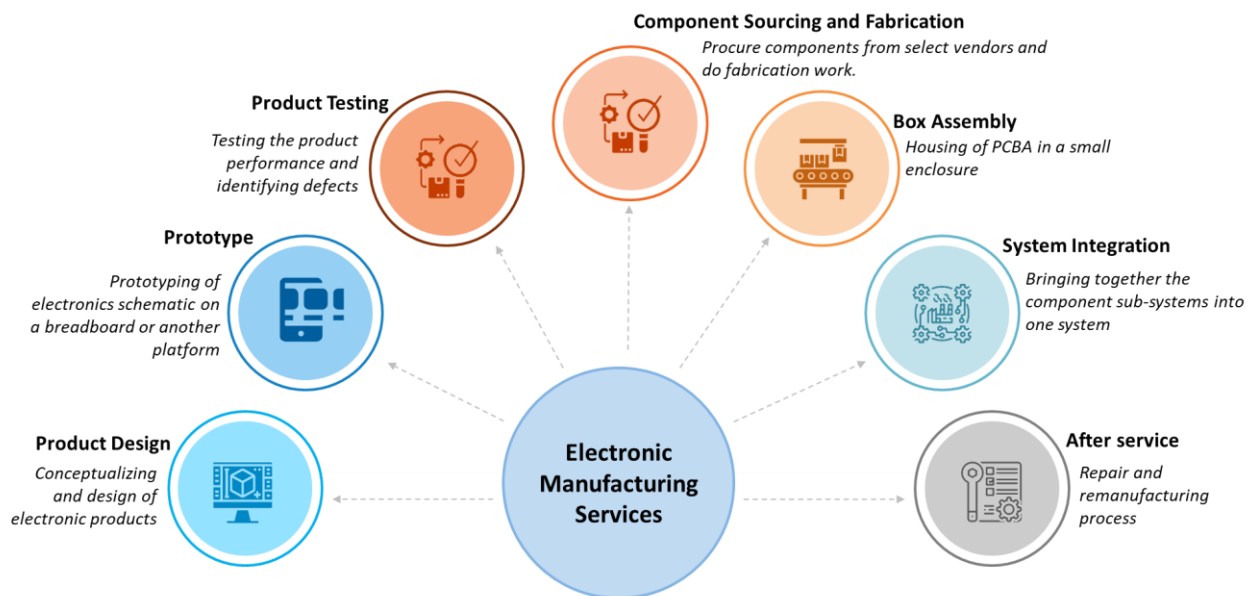 Component Sourcing and Fabrication
Procure components from select vendors and
do fabrication work.
Product Testing
Testing the product
performance and
identifying defects
Box Assembly
Housing of PCBA in a small
enclosure
Prototype
Prototyping of
electronics schematic on
a breadboard or another
platform
System Integration
Bringing together the
component sub-systems into
one system
Product Design
Conceptualizing
and design of
electronic products
Electronic
Manufacturing
Services
After service
Repair and
remanufacturing
process